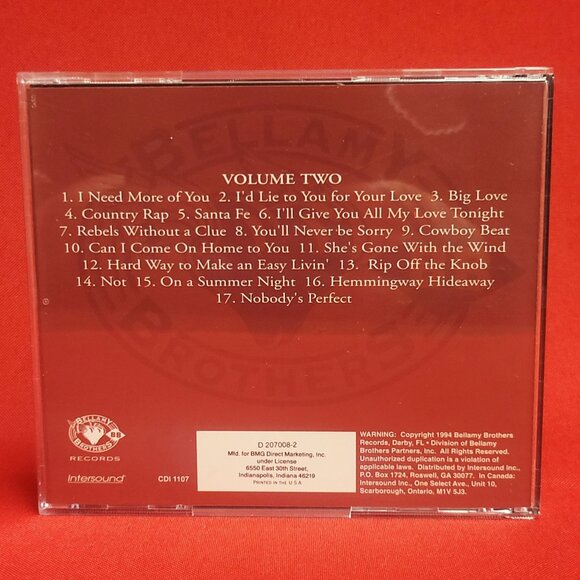 BELLAMY
BROTHERS
VOLUME TWO
1. I Need More of You 2. I'd Lie to You for Your Love 3. Big Love
4. Country Rap 5. Santa Fe 6. I'll Give You All My Love Tonight
7. Rebels Without a Clue 8. You'll Never be Sorry 9. Cowboy Beat
10. Can I Come On Home to You 11. She's Gone With the Wind
12. Hard Way to Make an Easy Livin' 13. Rip Off the Knob
14. Not 15. On a Summer Night 16. Hemmingway Hideaway
17. Nobody's Perfect
BELLAMY
BROTHERS
BB
RECORDS
intersound
CDI 1107
D 207008-2
Mfd. for BMG Direct Marketing, Inc.
under License
6550 East 30th Street,
Indianapolis, Indiana 46219
PRINTED IN THE U S A
WARNING: Copyright 1994 Bellamy Brothers
Records, Darby, FL • Division of Bellamy
Brothers Partners, Inc. All Rights Reserved.
Unauthorized duplication is a violation of
applicable laws. Distributed by Intersound Inc.,
P.O. Box 1724, Roswell, GA 30077. In Canada:
Intersound Inc., One Select Ave., Unit 10,
Scarborough, Ontario, M1V 5J3.